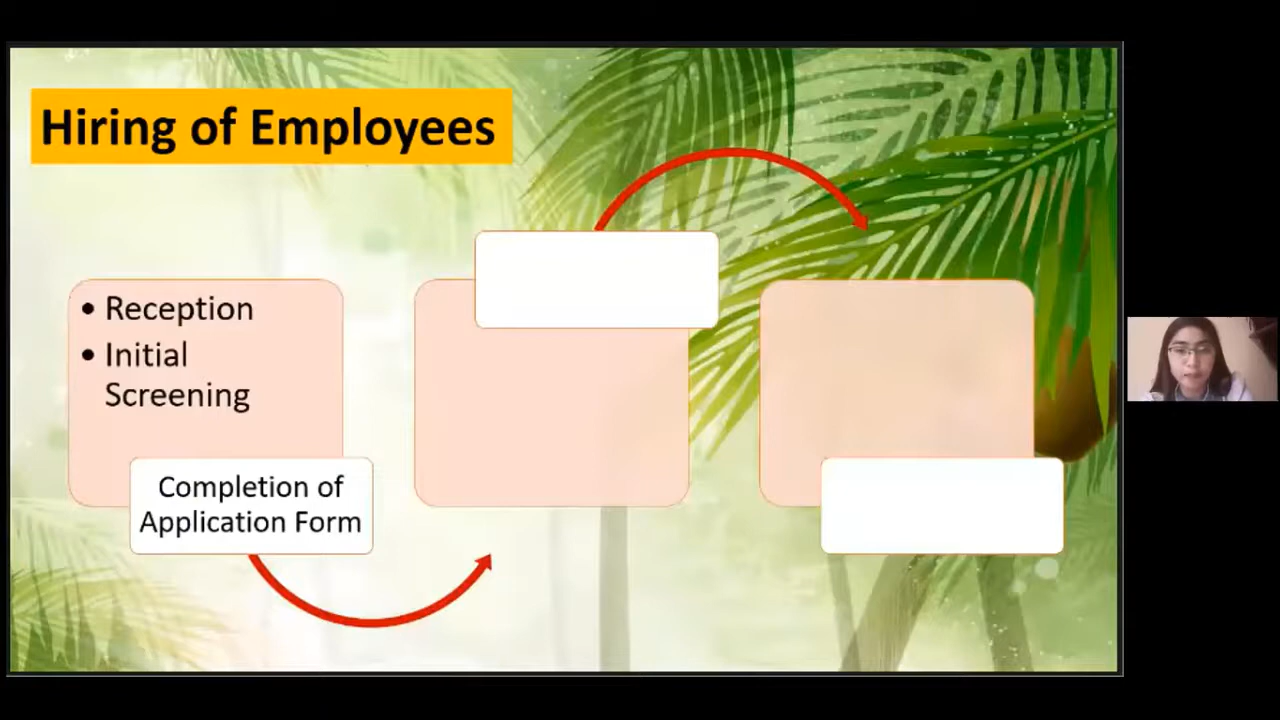 Hiring of Employees
• Reception
• Initial
Screening
Completion of
Application Form